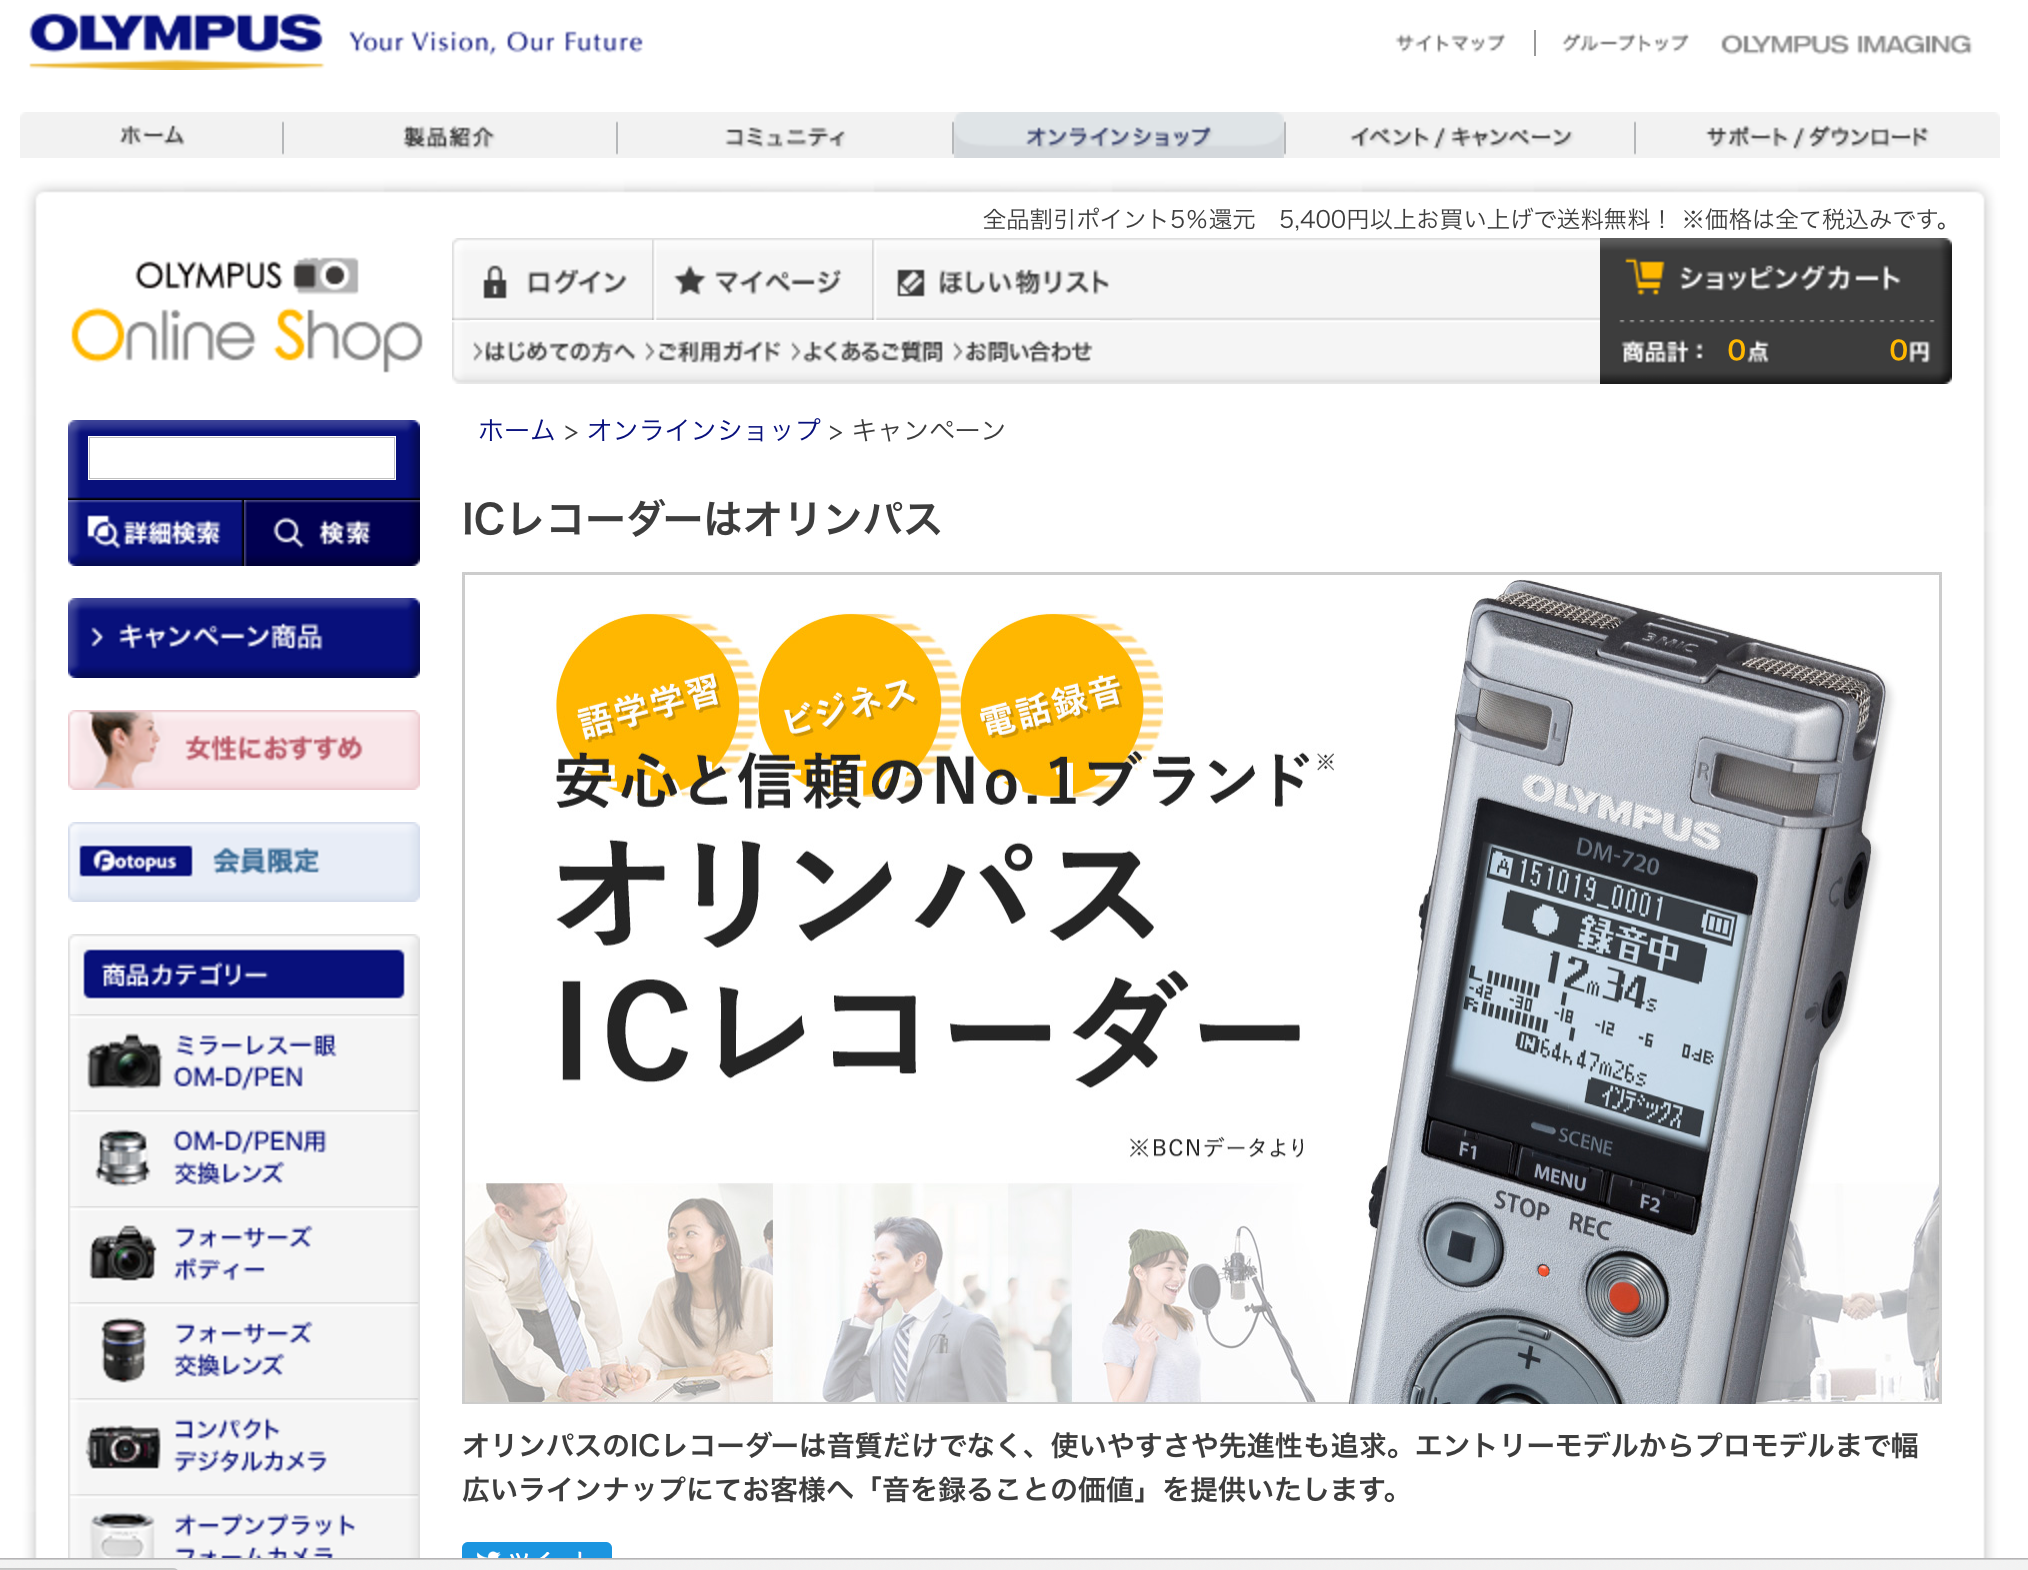 OLYMPUS Your Vision, Our Future
サイトマップ グループトップ OLYMPUS IMAGING
ホーム 製品紹介 コミュニティ オンラインショップ イベント / キャンペーン サポート / ダウンロード
全品割引ポイント5%還元 5,400円以上お買い上げで送料無料！ ※価格は全て税込みです。
OLYMPUS
Online Shop
ログイン マイページ ほしい物リスト
ショッピングカート
はじめての方へ ご利用ガイド よくあるご質問 お問い合わせ
商品計： 0点 0円
ホーム > オンラインショップ > キャンペーン
詳細検索 検索
キャンペーン商品
女性におすすめ
Fotopus 会員限定
商品カテゴリー
ミラーレス一眼
OM-D/PEN
OM-D/PEN用
交換レンズ
フォーサーズ
ボディー
フォーサーズ
交換レンズ
コンパクト
デジタルカメラ
オープンプラット
フォームカメラ
ICレコーダーはオリンパス
語学学習 ビジネス 電話録音
安心と信頼のNo.1ブランド※
オリンパス
ICレコーダー
※BCNデータより
3MIC
L
R
OLYMPUS
DM-720
A 151019_0001
録音中
12m34s
L
-42 -30 -18 -12 -6 0dB
R
IN 64h47m26s
インデックス
SCENE
F1 MENU F2
STOP REC
+
オリンパスのICレコーダーは音質だけでなく、使いやすさや先進性も追求。エントリーモデルからプロモデルまで幅
広いラインナップにてお客様へ「音を録ることの価値」を提供いたします。
ツイート